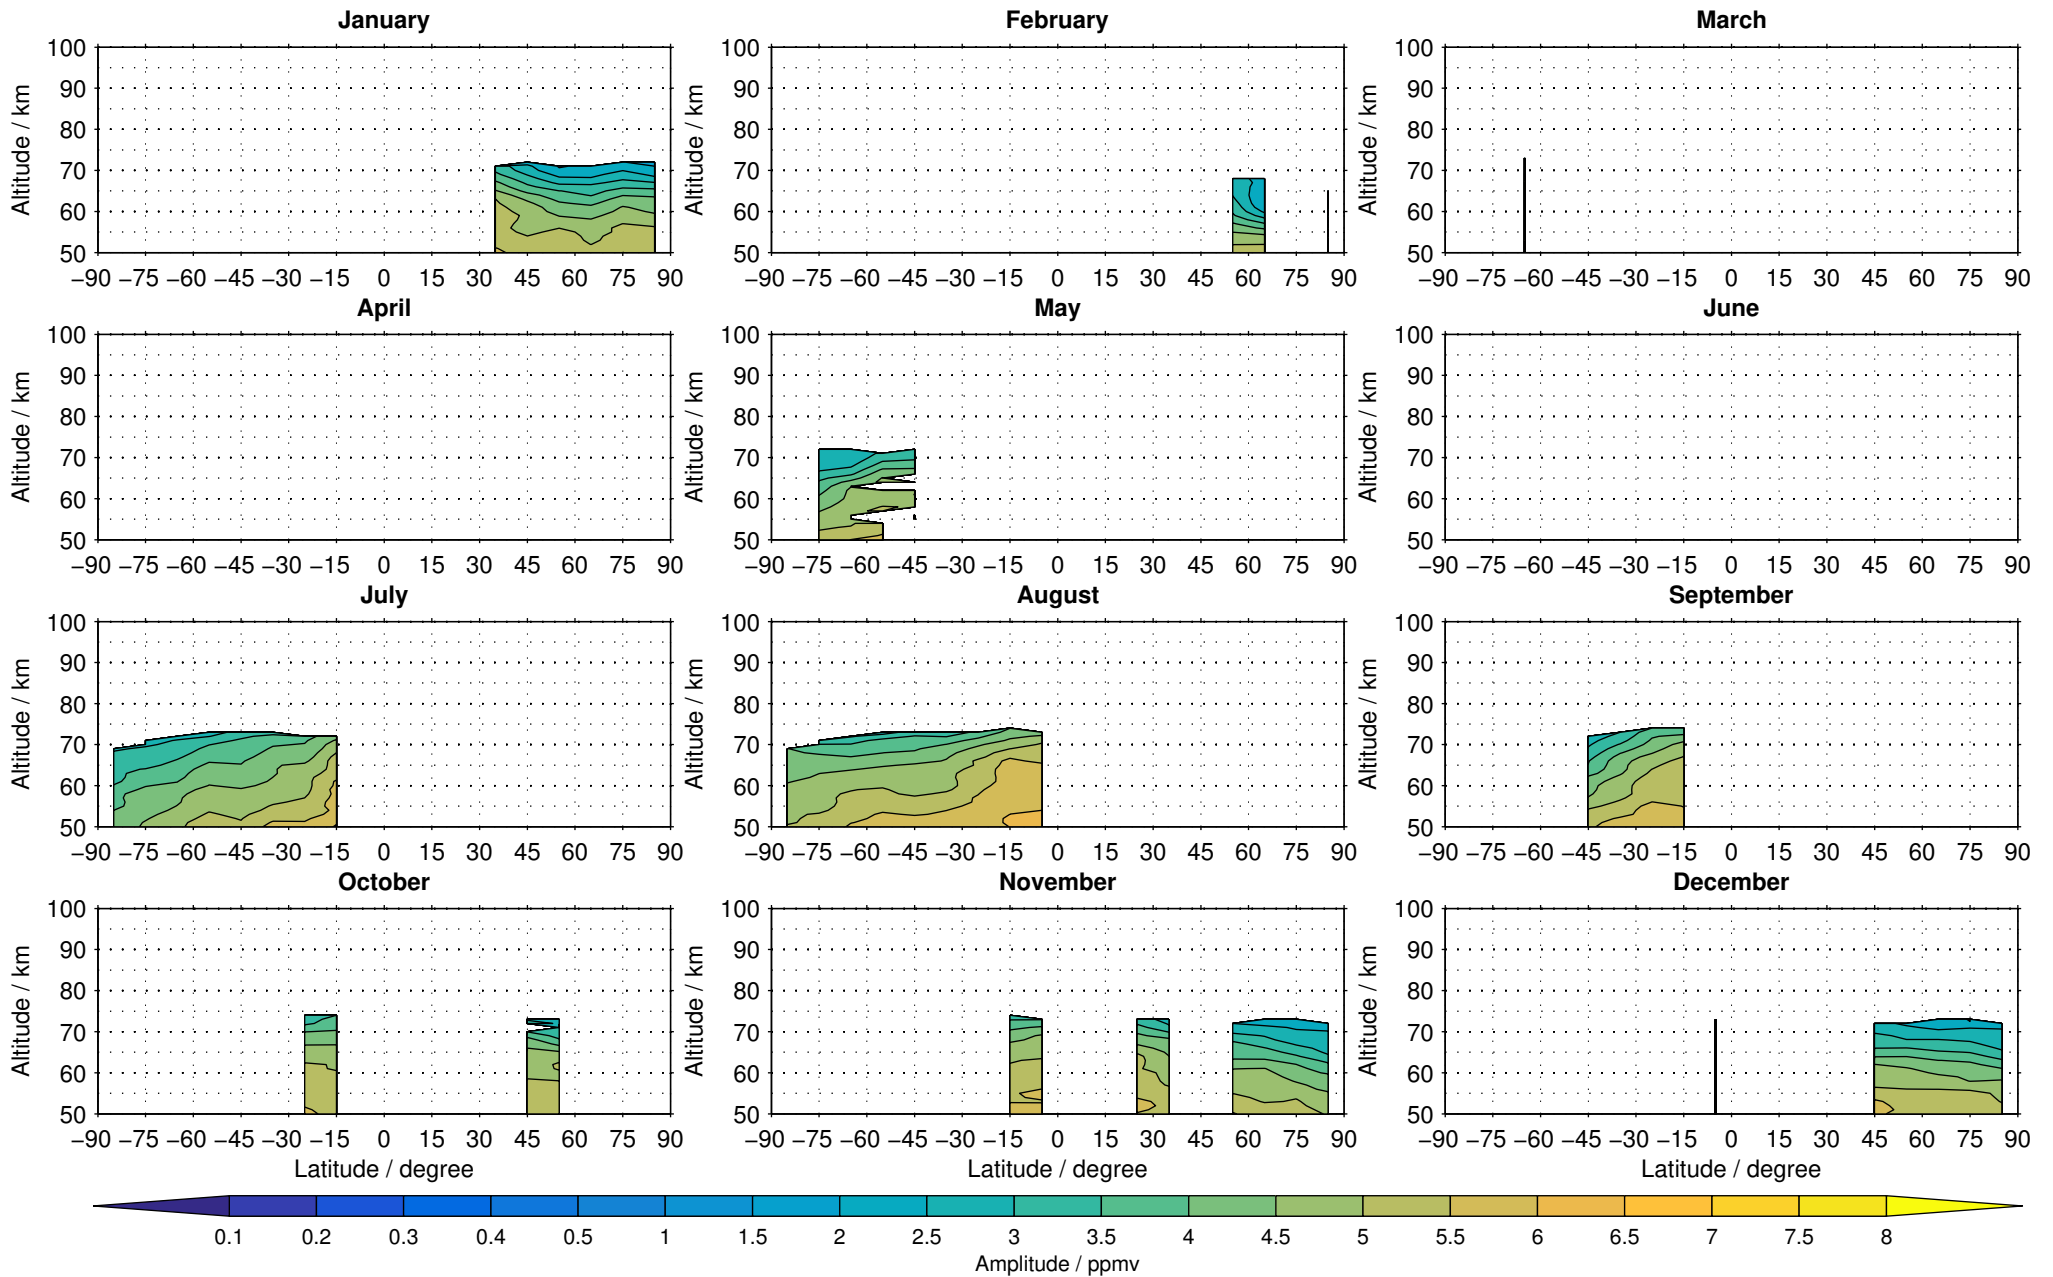 January February March
100 100 100
90 90 90
80 80 80
70 70 70
60 60 60
50 50 50
Altitude / km Altitude / km Altitude / km
−90 −75 −60 −45 −30 −15 0 15 30 45 60 75 90 −90 −75 −60 −45 −30 −15 0 15 30 45 60 75 90 −90 −75 −60 −45 −30 −15 0 15 30 45 60 75 90
April May June
100 100 100
90 90 90
80 80 80
70 70 70
60 60 60
50 50 50
Altitude / km Altitude / km Altitude / km
−90 −75 −60 −45 −30 −15 0 15 30 45 60 75 90 −90 −75 −60 −45 −30 −15 0 15 30 45 60 75 90 −90 −75 −60 −45 −30 −15 0 15 30 45 60 75 90
July August September
100 100 100
90 90 90
80 80 80
70 70 70
60 60 60
50 50 50
Altitude / km Altitude / km Altitude / km
−90 −75 −60 −45 −30 −15 0 15 30 45 60 75 90 −90 −75 −60 −45 −30 −15 0 15 30 45 60 75 90 −90 −75 −60 −45 −30 −15 0 15 30 45 60 75 90
October November December
100 100 100
90 90 90
80 80 80
70 70 70
60 60 60
50 50 50
Altitude / km Altitude / km Altitude / km
−90 −75 −60 −45 −30 −15 0 15 30 45 60 75 90 −90 −75 −60 −45 −30 −15 0 15 30 45 60 75 90 −90 −75 −60 −45 −30 −15 0 15 30 45 60 75 90
Latitude / degree Latitude / degree Latitude / degree
0.1 0.2 0.3 0.4 0.5 1 1.5 2 2.5 3 3.5 4 4.5 5 5.5 6 6.5 7 7.5 8
Amplitude / ppmv